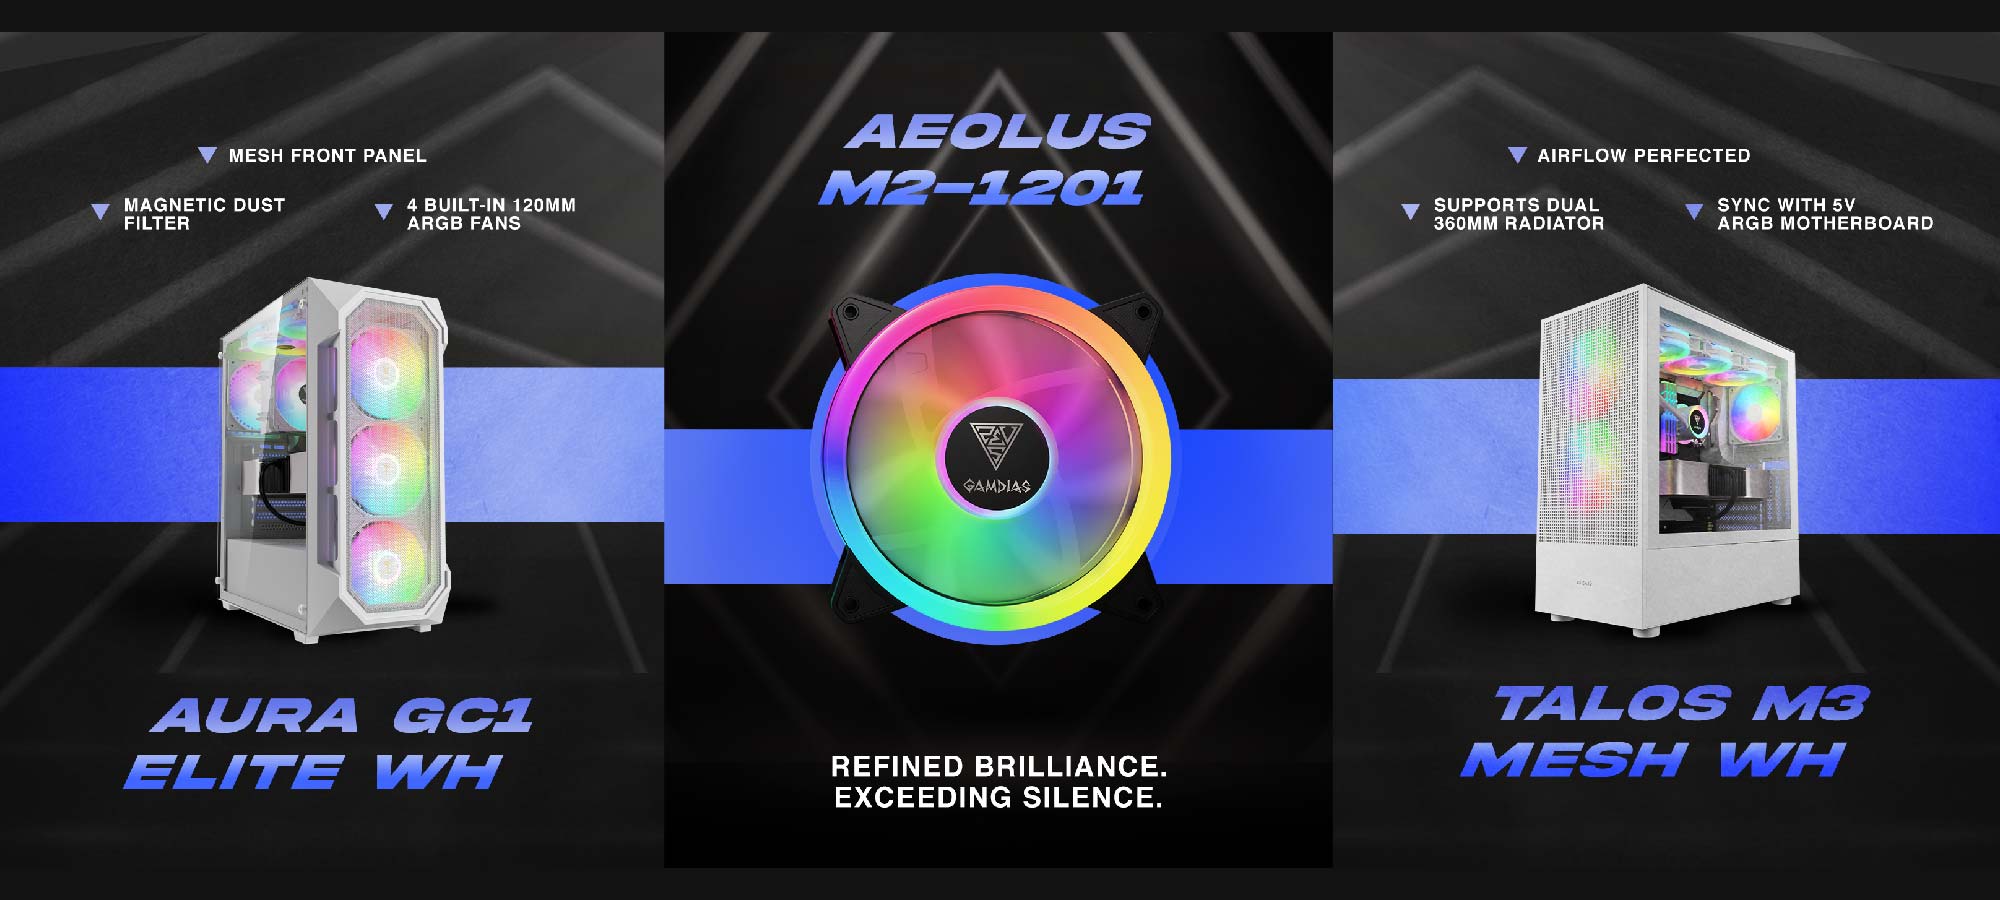 MESH FRONT PANEL
MAGNETIC DUST
FILTER
4 BUILT-IN 120MM
ARGB FANS
AURA GC1
ELITE WH
AEOLUS
M2-1201
GAMDIAS
REFINED BRILLIANCE.
EXCEEDING SILENCE.
AIRFLOW PERFECTED
SUPPORTS DUAL
360MM RADIATOR
SYNC WITH 5V
ARGB MOTHERBOARD
TALOS M3
MESH WH